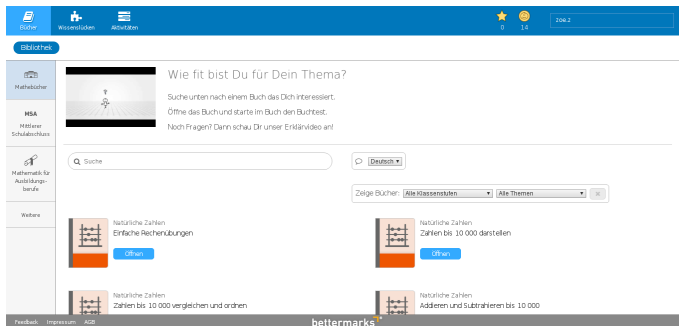 Bücher
Wissenslücken
Aktivitäten
0
14
zoe.z
Bibliothek
Mathebücher
MSA
Mittlerer
Schulabschluss
Mathematik für
Ausbildungs-
berufe
Weitere
Wie fit bist Du für Dein Thema?
Suche unten nach einem Buch das Dich interessiert.
Öffne das Buch und starte im Buch den Buchtest.
Noch Fragen? Dann schau Dir unser Erklärvideo an!
Suche
Deutsch
Zeige Bücher: Alle Klassenstufen Alle Themen
Natürliche Zahlen
Einfache Rechenübungen
Öffnen
Natürliche Zahlen
Zahlen bis 10 000 darstellen
Öffnen
Natürliche Zahlen
Zahlen bis 10 000 vergleichen und ordnen
Natürliche Zahlen
Addieren und Subtrahieren bis 10 000
Feedback Impressum AGB
bettermarks